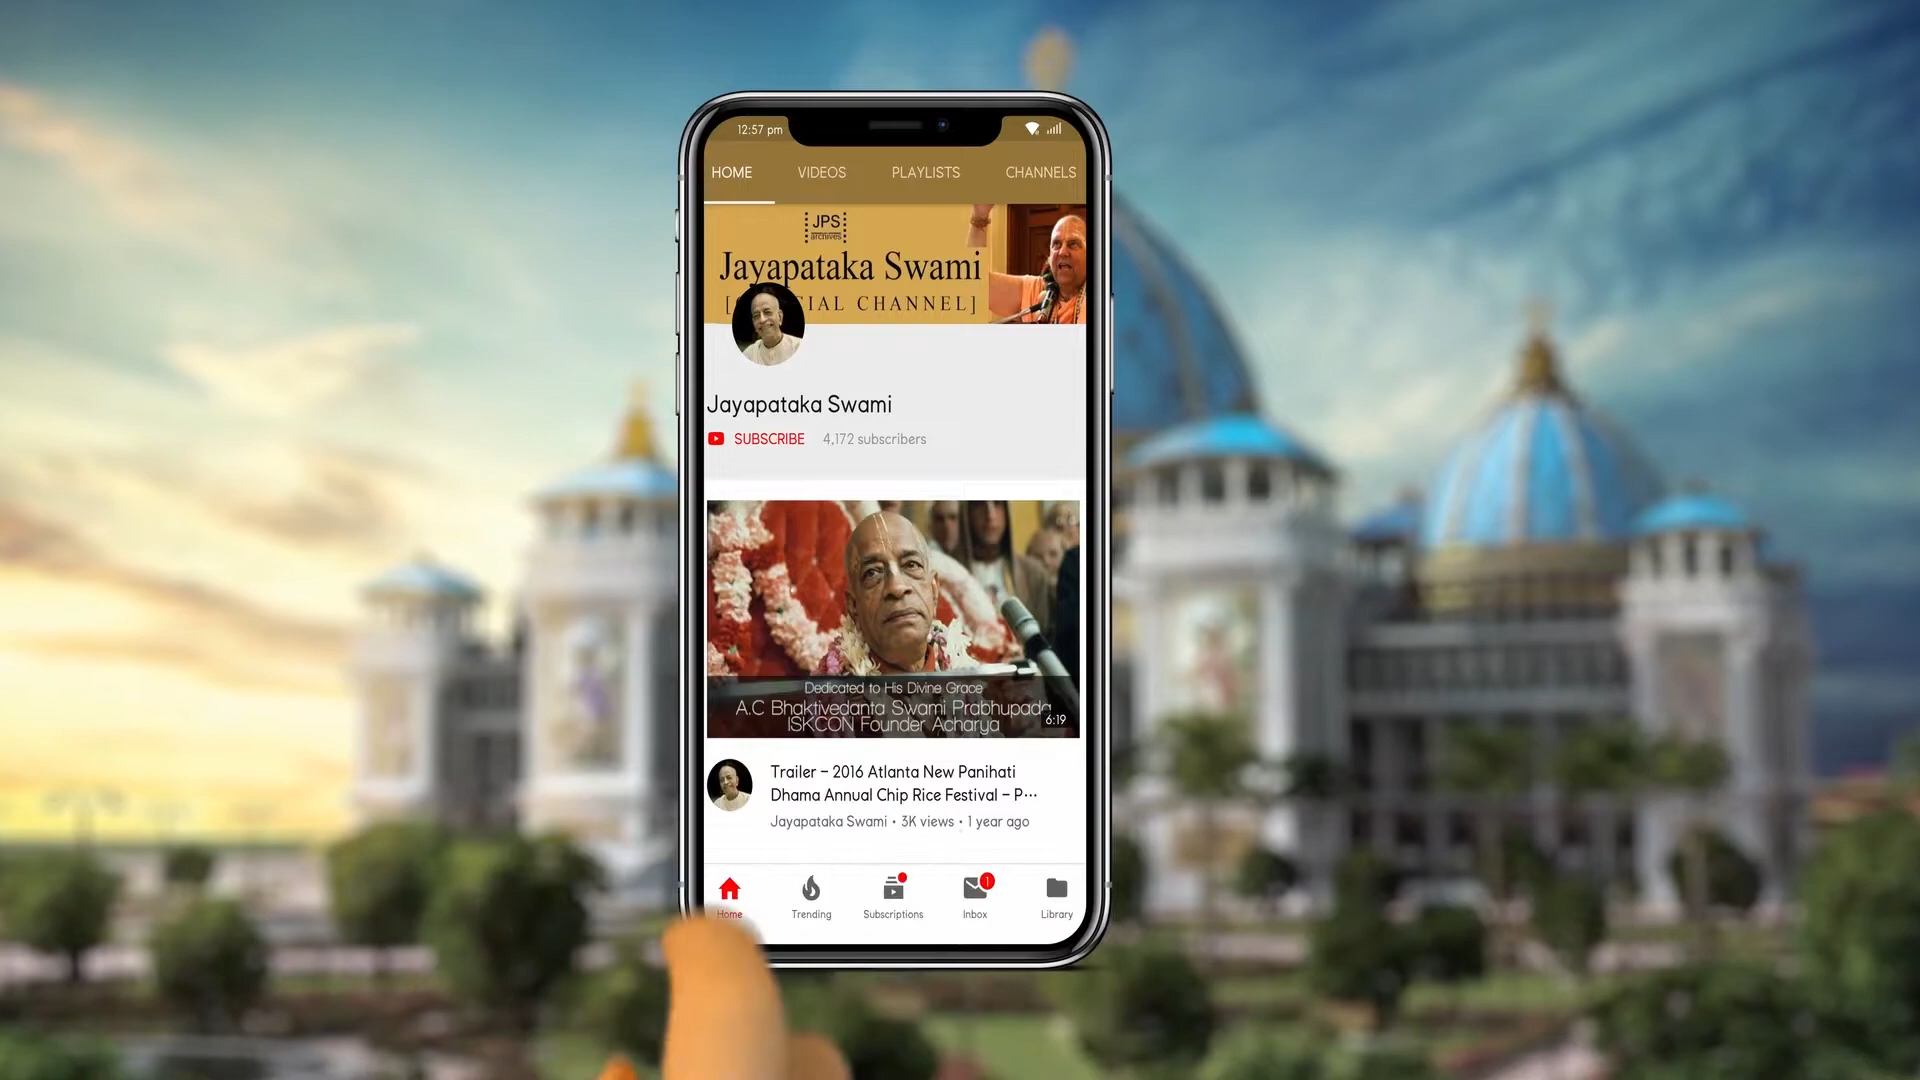 12:57 pm
HOME VIDEOS PLAYLISTS CHANNELS
JPS
archives
Jayapataka Swami
IAL CHANNEL]
Jayapataka Swami
SUBSCRIBE 4,172 subscribers
Dedicated to His Divine Grace
A.C Bhaktivedanta Swami Prabhupada
ISKCON Founder Acharya
6:19
Trailer – 2016 Atlanta New Panihati
Dhama Annual Chip Rice Festival – P...
Jayapataka Swami • 3K views • 1 year ago
1
Home Trending Subscriptions Inbox Library